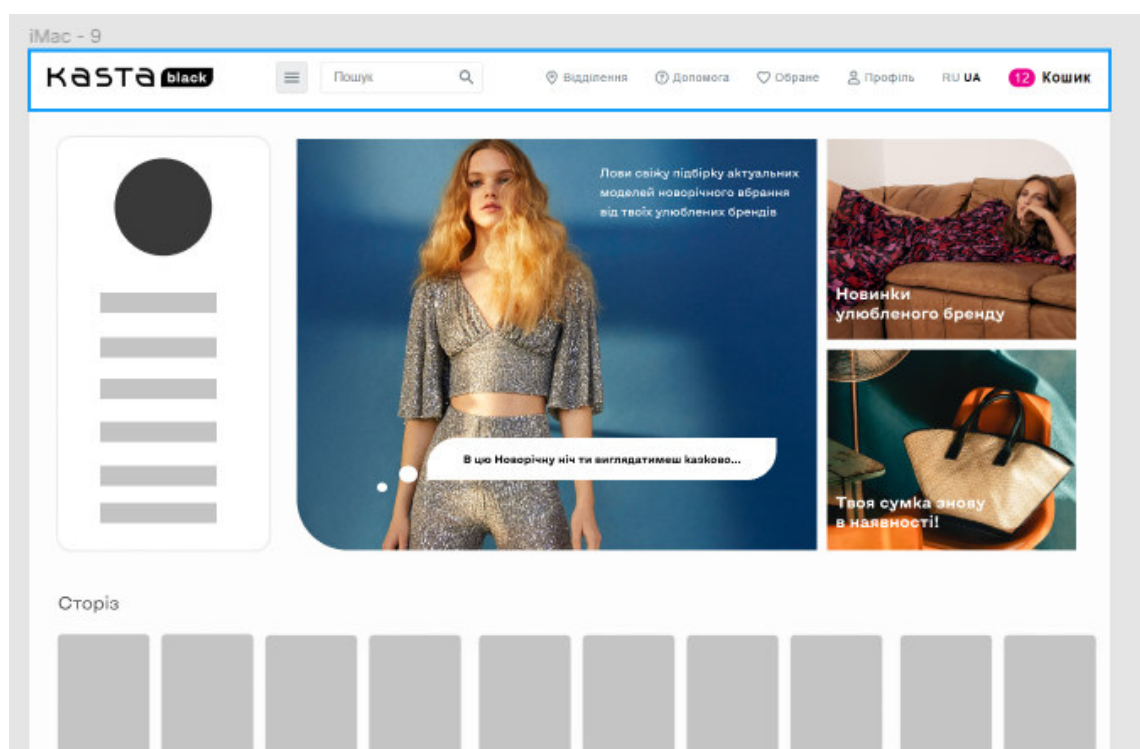 iMac - 9
Kasta black
Пошук
Відділення
Допомога
Обране
Профіль
RU UA
12 Кошик
Лови свіжу підбірку актуальних
моделей новорічного вбрання
від твоїх улюблених брендів
В цю Новорічну ніч ти виглядатимеш казково...
Новинки
улюбленого бренду
Твоя сумка знову
в наявності!
Сторіз